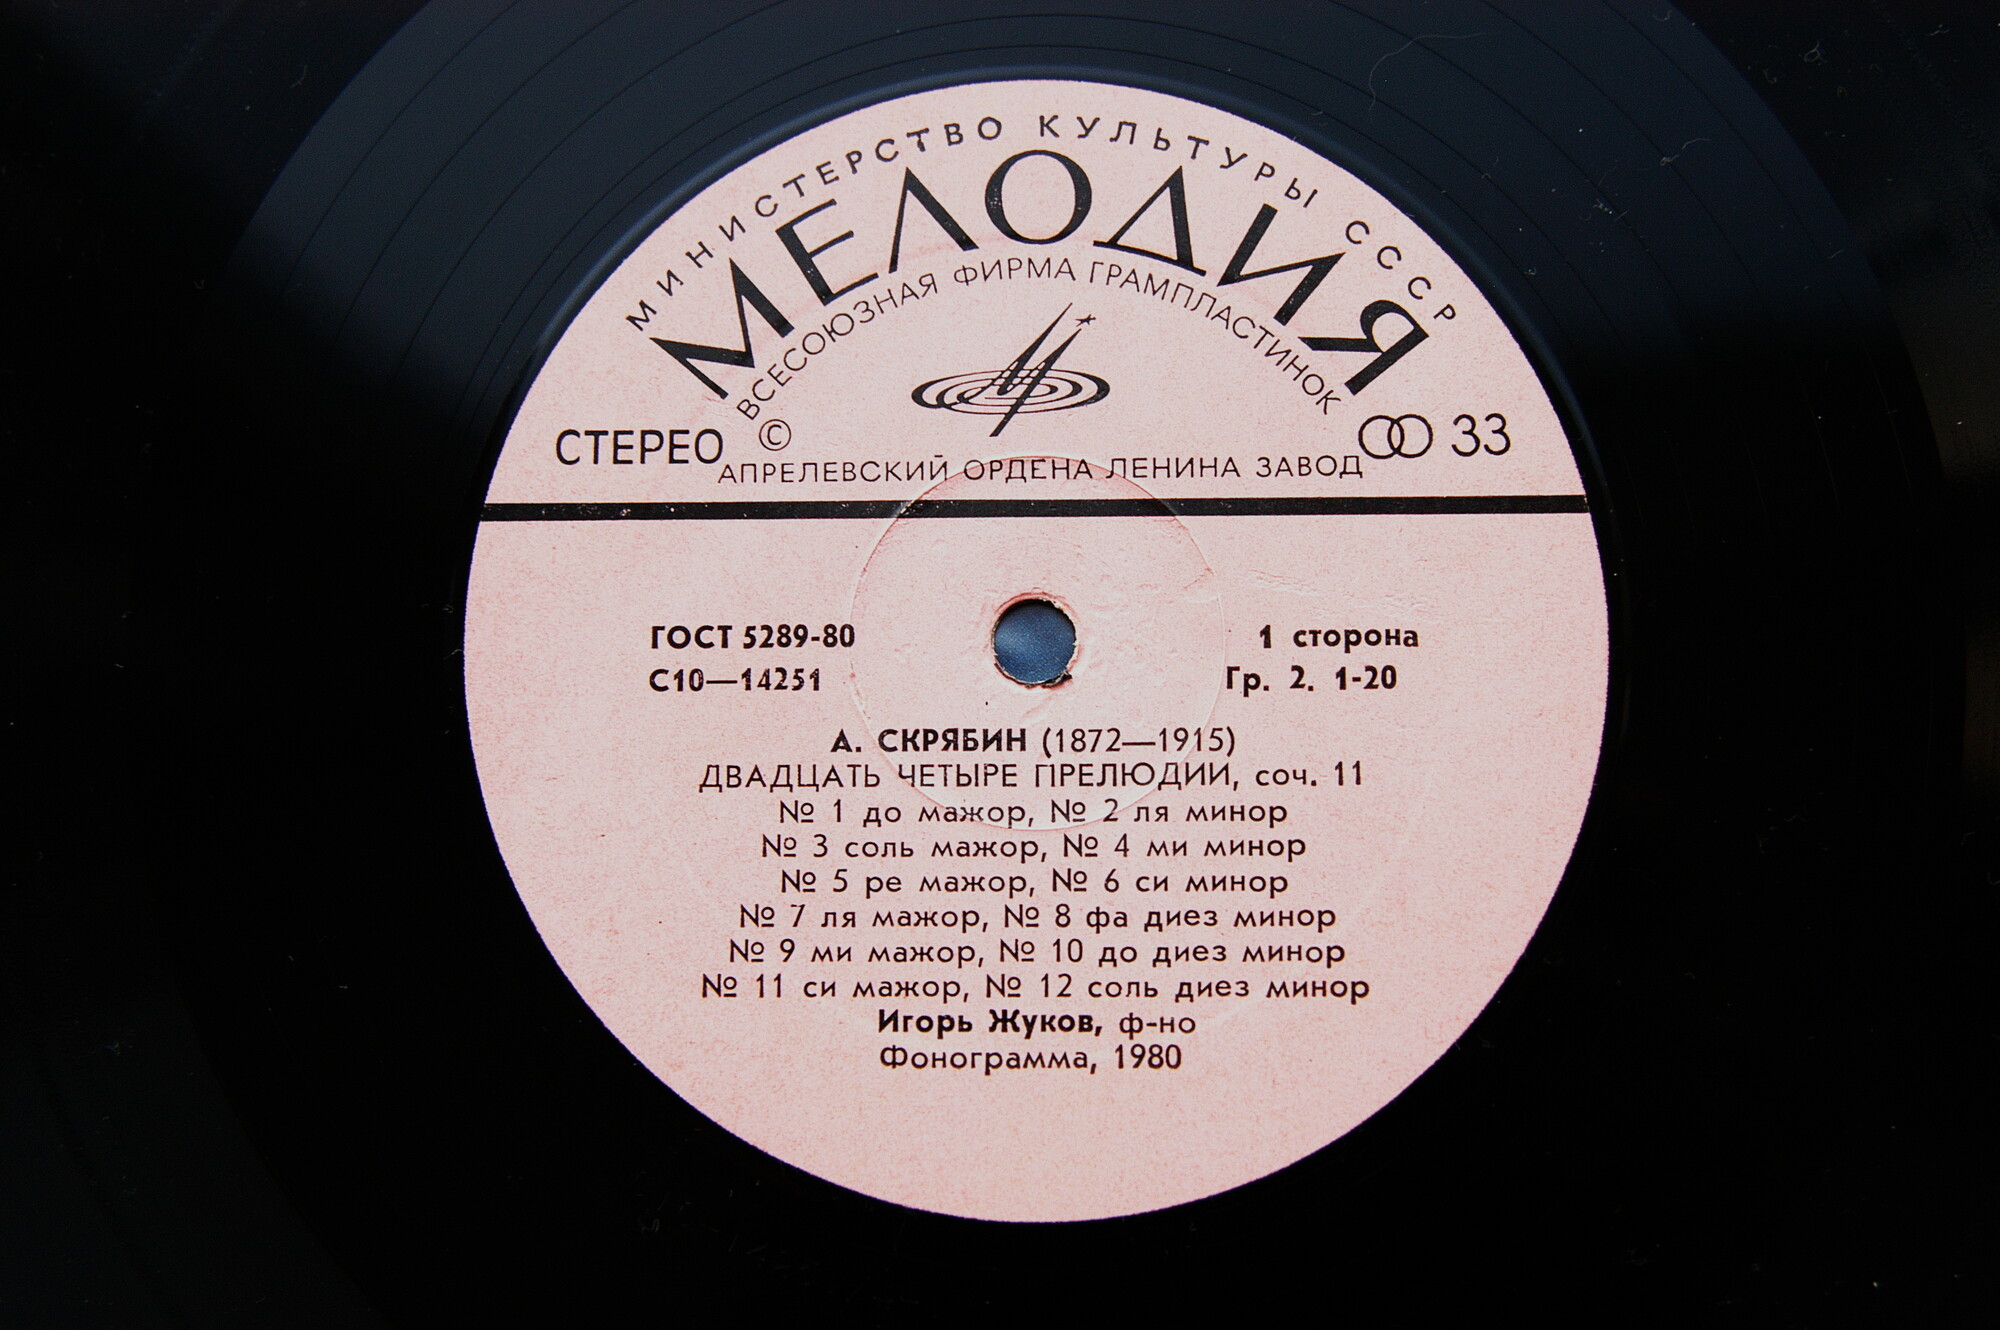 МИНИСТЕРСТВО КУЛЬТУРЫ СССР
МЕЛОДИЯ
ВСЕСОЮЗНАЯ ФИРМА ГРАМПЛАСТИНОК
СТЕРЕО © 33
АПРЕЛЕВСКИЙ ОРДЕНА ЛЕНИНА ЗАВОД
ГОСТ 5289-80 1 сторона
С10—14251 Гр. 2. 1-20
А. СКРЯБИН (1872—1915)
ДВАДЦАТЬ ЧЕТЫРЕ ПРЕЛЮДИИ, соч. 11
№ 1 до мажор, № 2 ля минор
№ 3 соль мажор, № 4 ми минор
№ 5 ре мажор, № 6 си минор
№ 7 ля мажор, № 8 фа диез минор
№ 9 ми мажор, № 10 до диез минор
№ 11 си мажор, № 12 соль диез минор
Игорь Жуков, ф-но
Фонограмма, 1980